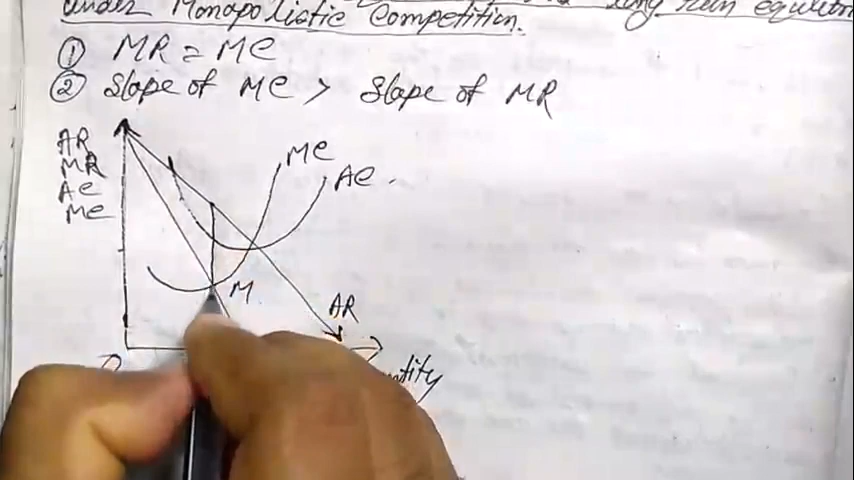 under Monopolistic Competition.
① MR = MC
② Slope of MC > Slope of MR
AR
MR
AC
MC
MC
AC
M
AR